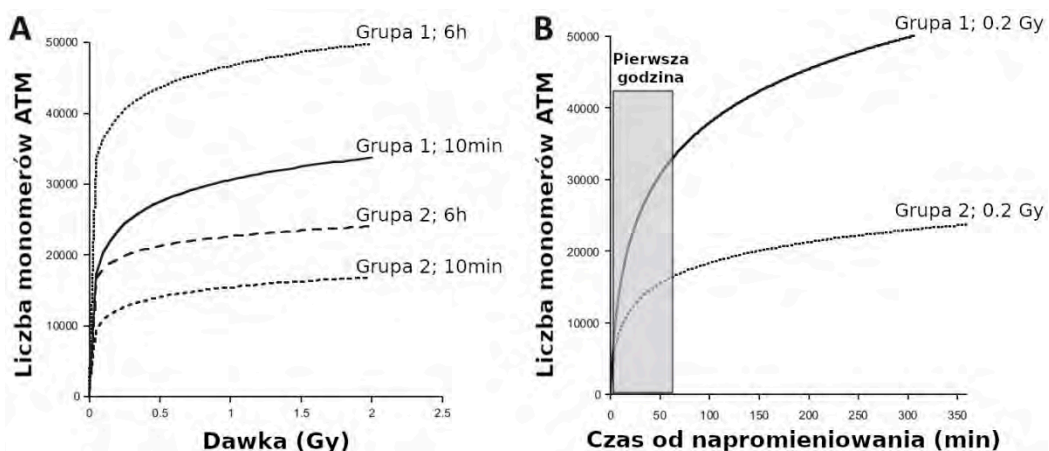 A
Liczba monomerów ATM
50000
40000
30000
20000
10000
0
0
0.5
1
1.5
2
2.5
Dawka (Gy)
Grupa 1; 6h
Grupa 1; 10min
Grupa 2; 6h
Grupa 2; 10min
B
Liczba monomerów ATM
50000
40000
30000
20000
10000
0
0
50
100
150
200
250
300
350
Czas od napromieniowania (min)
Pierwsza
godzina
Grupa 1; 0.2 Gy
Grupa 2; 0.2 Gy